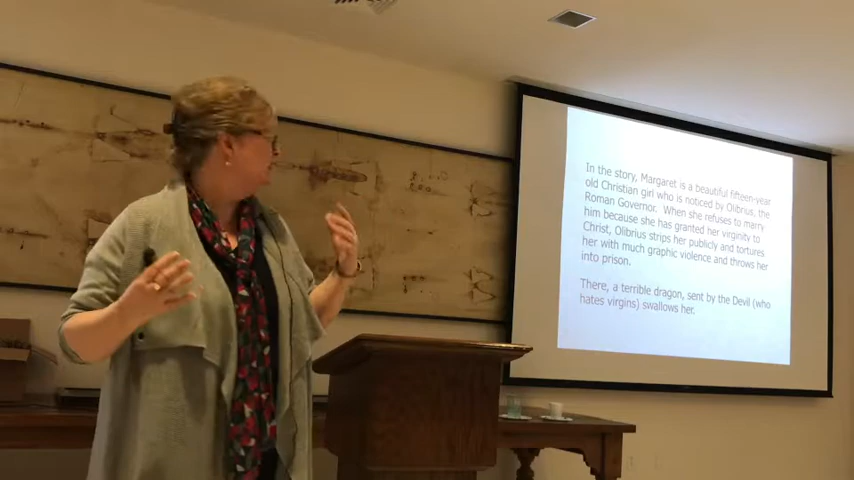 In the story, Margaret is a beautiful fifteen-year
old Christian girl who is noticed by Olibrius, the
Roman Governor. When she refuses to marry
him because she has granted her virginity to
Christ, Olibrius strips her publicly and tortures
her with much graphic violence, then throws her
into prison.
There, a terrible dragon, sent by the Devil (who
hates virgins) swallows her.